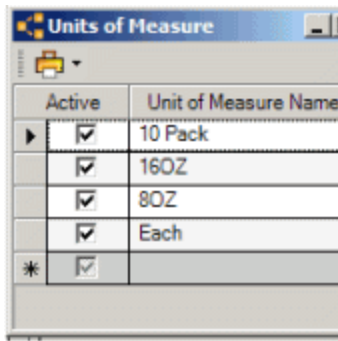 Units of Measure
Active Unit of Measure Name
10 Pack
16OZ
8OZ
Each